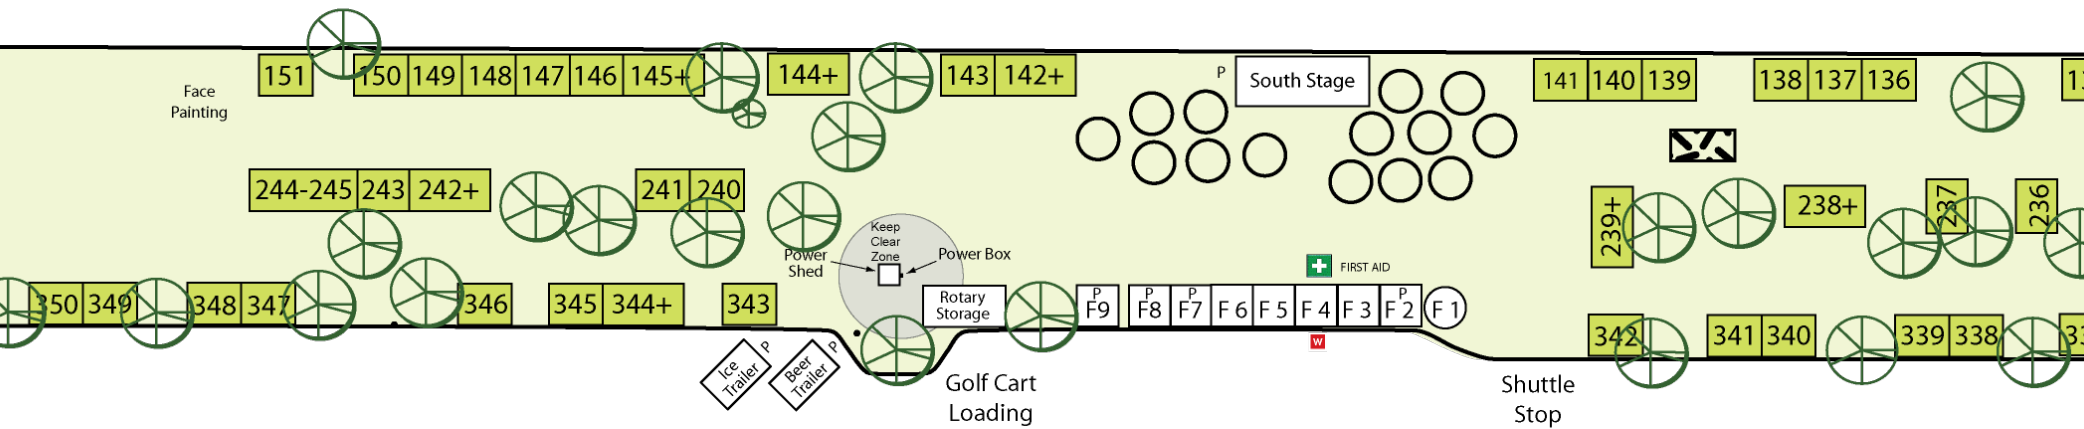 151
150 149 148 147 146 145+
144+
143 142+
P
South Stage
141 140 139
138 137 136
Face
Painting
244-245 243 242+
241 240
239+
238+
237
236
Keep
Clear
Zone
Power
Shed
Power Box
FIRST AID
350 349
348 347
346
345 344+
343
Rotary
Storage
P
F9
P
F8
P
F7
F 6
F 5
F 4
F 3
P
F 2
F 1
W
342
341 340
339 338
Ice
Trailer
P
Beer
Trailer
P
Golf Cart
Loading
Shuttle
Stop